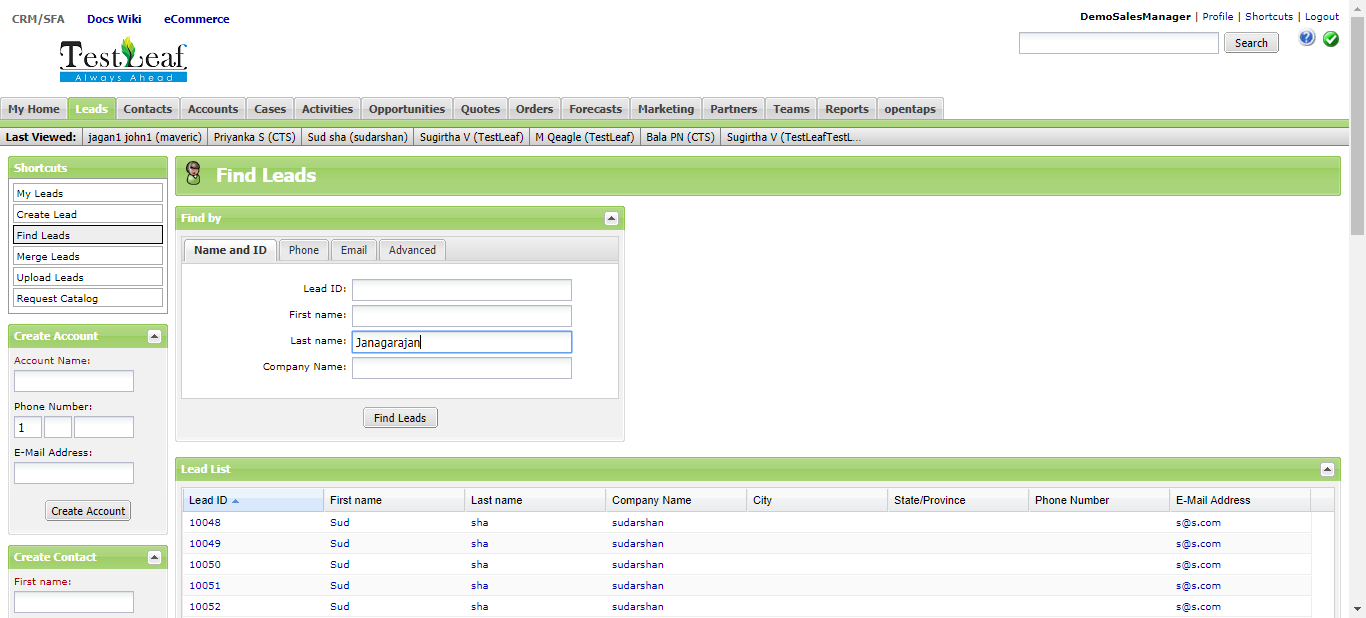 CRM/SFA Docs Wiki eCommerce
DemoSalesManager | Profile | Shortcuts | Logout
TestLeaf
Always Ahead
Search
My Home Leads Contacts Accounts Cases Activities Opportunities Quotes Orders Forecasts Marketing Partners Teams Reports opentaps
Last Viewed: jagan1 john1 (maveric) Priyanka S (CTS) Sud sha (sudarshan) Sugirtha V (TestLeaf) M Qeagle (TestLeaf) Bala PN (CTS) Sugirtha V (TestLeafTestL...
Shortcuts
My Leads
Create Lead
Find Leads
Merge Leads
Upload Leads
Request Catalog
Create Account
Account Name:
Phone Number:
1
E-Mail Address:
Create Account
Create Contact
First name:
Find Leads
Find by
Name and ID Phone Email Advanced
Lead ID:
First name:
Last name: Janagarajan
Company Name:
Find Leads
Lead List
Lead ID First name Last name Company Name City State/Province Phone Number E-Mail Address
10048 Sud sha sudarshan s@s.com
10049 Sud sha sudarshan s@s.com
10050 Sud sha sudarshan s@s.com
10051 Sud sha sudarshan s@s.com
10052 Sud sha sudarshan s@s.com